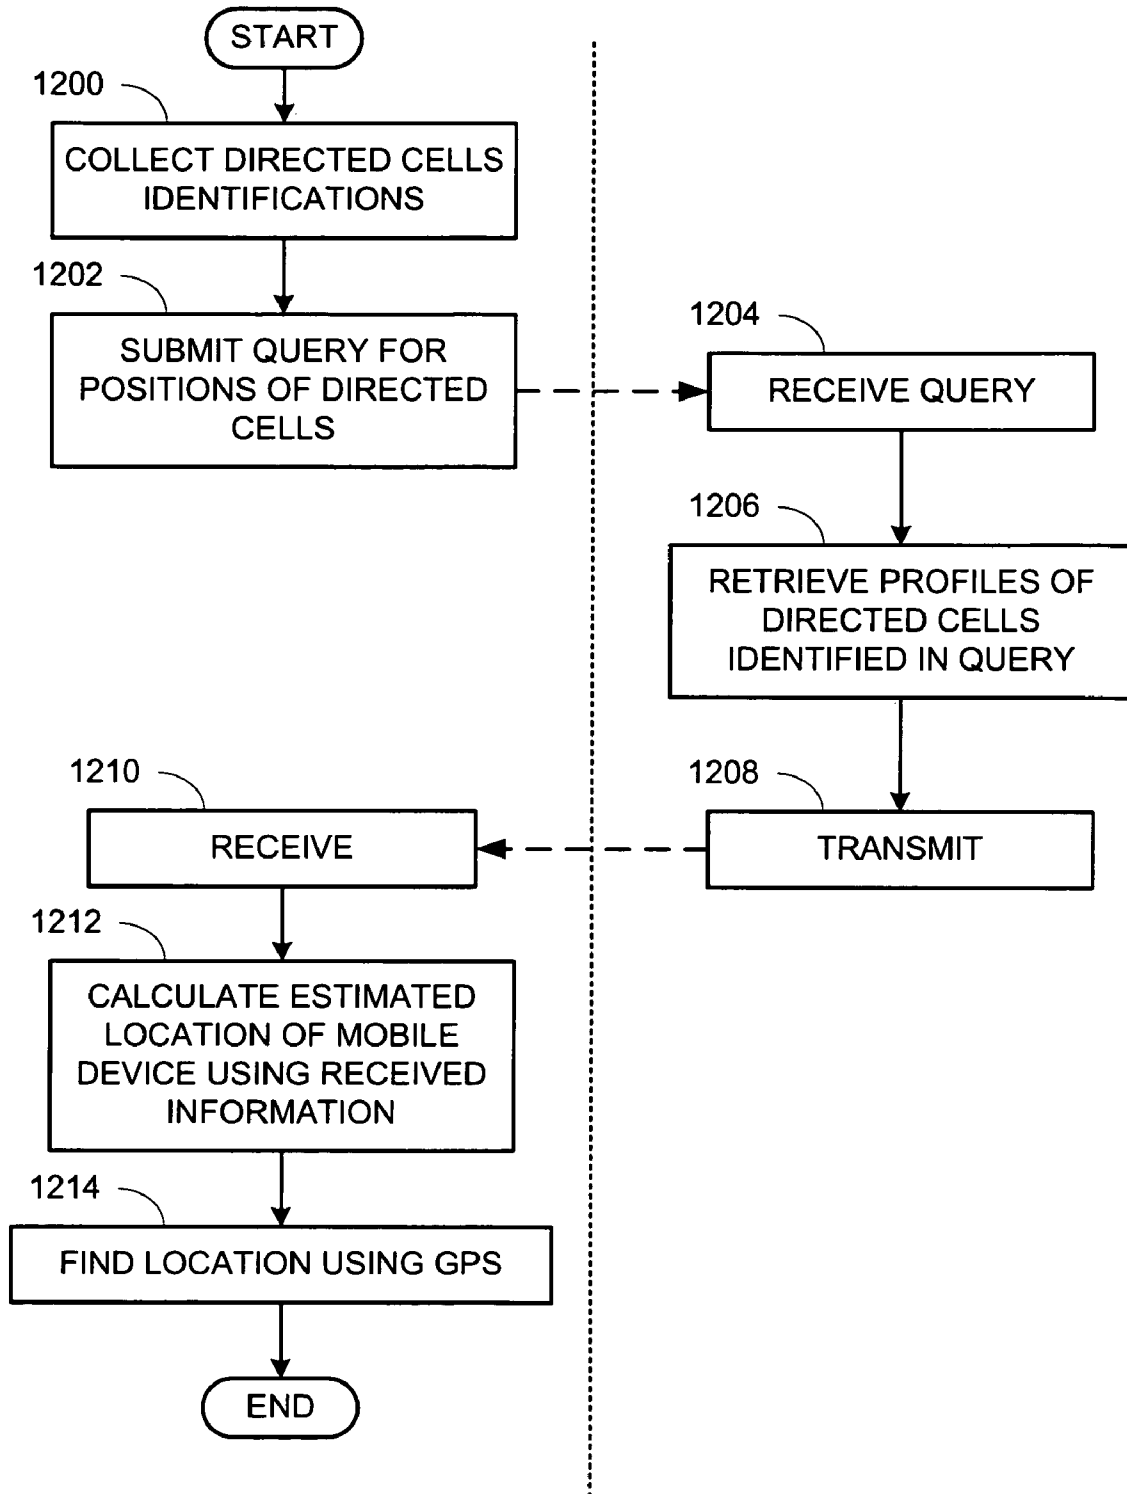 START
1200
COLLECT DIRECTED CELLS
IDENTIFICATIONS
1202
SUBMIT QUERY FOR
POSITIONS OF DIRECTED
CELLS
1204
RECEIVE QUERY
1206
RETRIEVE PROFILES OF
DIRECTED CELLS
IDENTIFIED IN QUERY
1208
TRANSMIT
1210
RECEIVE
1212
CALCULATE ESTIMATED
LOCATION OF MOBILE
DEVICE USING RECEIVED
INFORMATION
1214
FIND LOCATION USING GPS
END